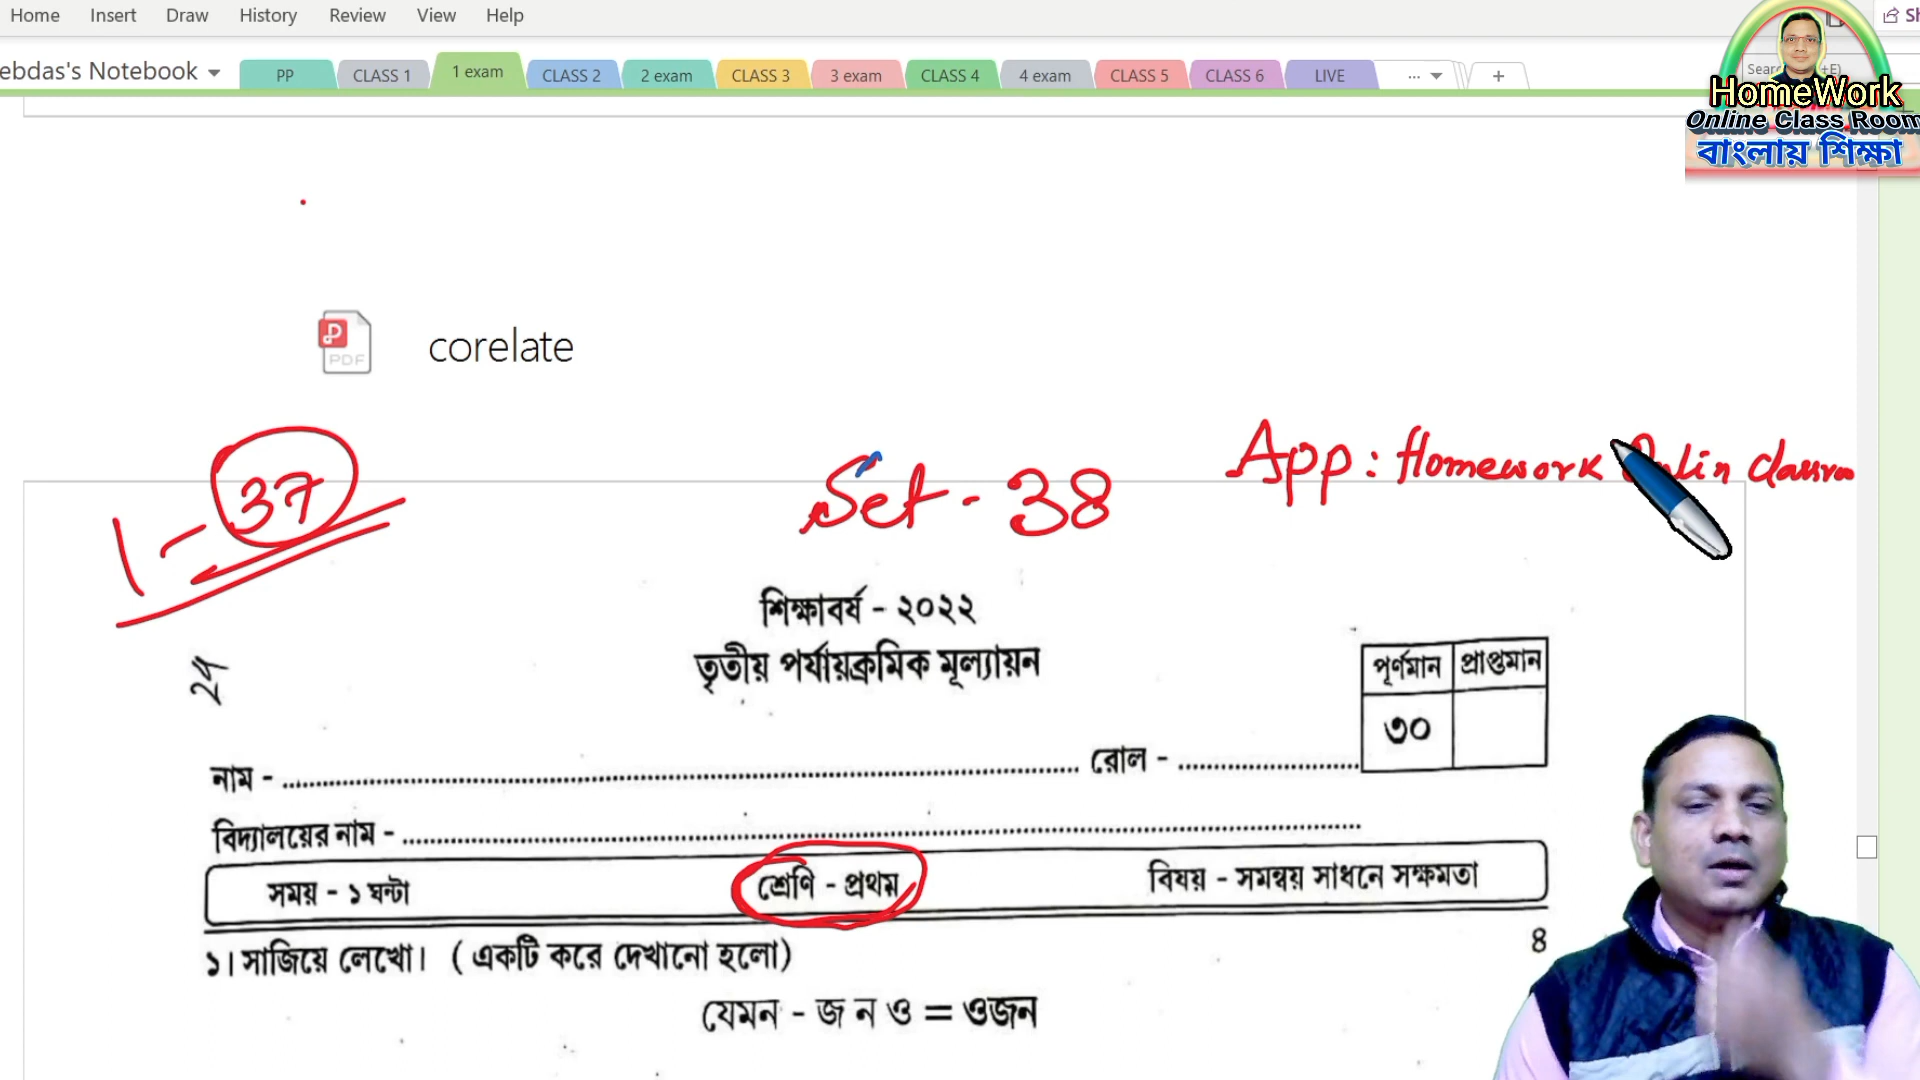 Home Insert Draw History Review View Help
ebdas's Notebook PP CLASS 1 1 exam CLASS 2 2 exam CLASS 3 3 exam CLASS 4 4 exam CLASS 5 CLASS 6 LIVE ... +
HomeWork
Online Class Room
বাংলায় শিক্ষা
PDF corelate
1 - 37
Set - 38
App : Homework
শিক্ষাবর্ষ - ২০২২
তৃতীয় পর্যায়ক্রমিক মূল্যায়ন
পূর্ণমান প্রাপ্তমান
৩০
নাম - রোল -
বিদ্যালয়ের নাম -
সময় - ১ ঘন্টা শ্রেণি - প্রথম বিষয় - সমন্বয় সাধনে সক্ষমতা
১। সাজিয়ে লেখো। ( একটি করে দেখানো হলো) ৪
যেমন - জ ন ও = ওজন